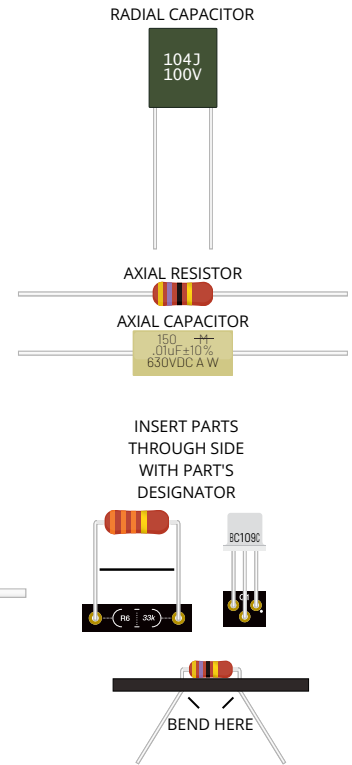 RADIAL CAPACITOR
104J
100V
AXIAL RESISTOR
AXIAL CAPACITOR
150 M
.01uF±10%
630VDC A W
INSERT PARTS
THROUGH SIDE
WITH PART'S
DESIGNATOR
BC109C
R6 33k
BEND HERE